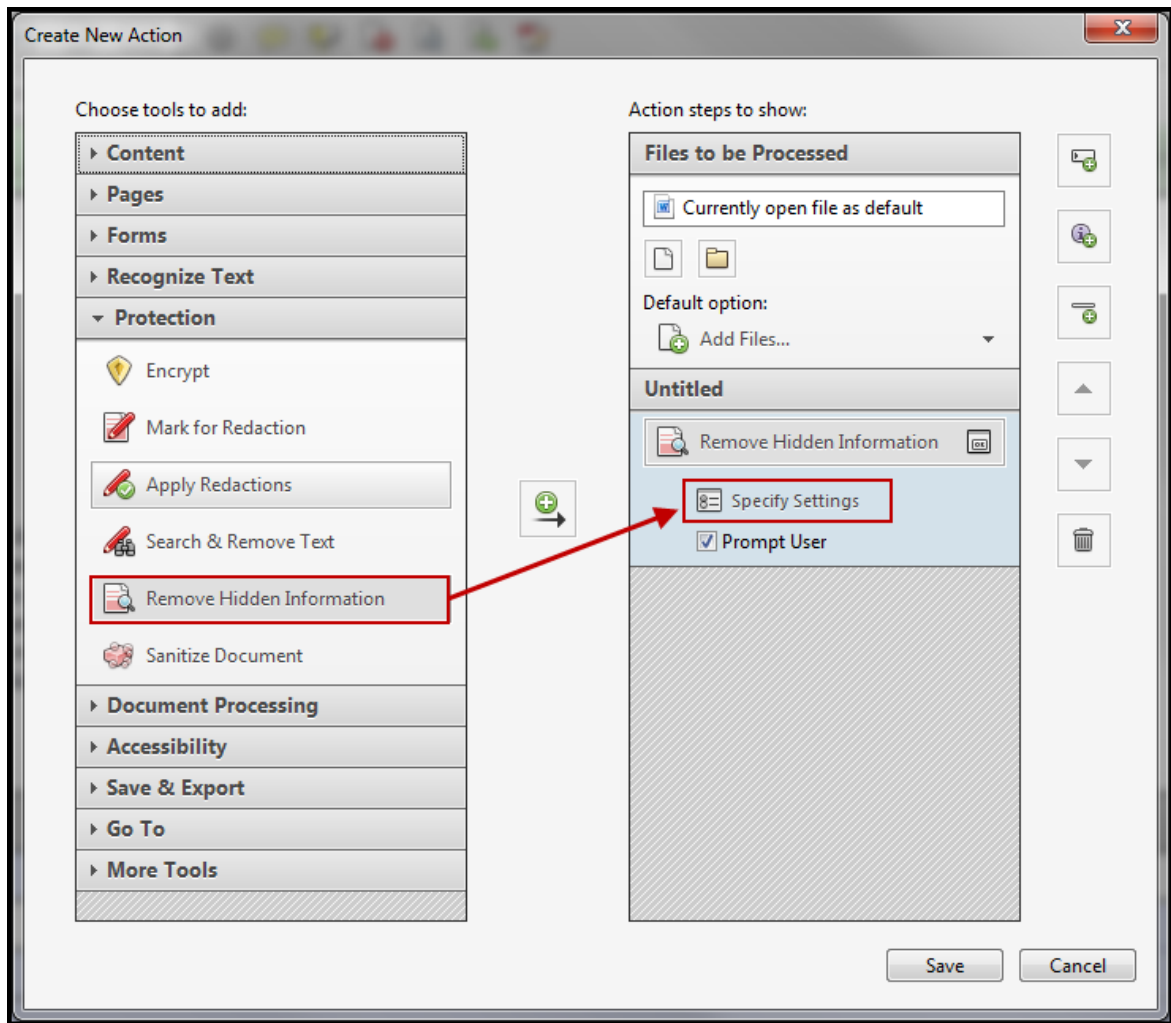 Create New Action
Choose tools to add:
Content
Pages
Forms
Recognize Text
Protection
Encrypt
Mark for Redaction
Apply Redactions
Search & Remove Text
Remove Hidden Information
Sanitize Document
Document Processing
Accessibility
Save & Export
Go To
More Tools
Action steps to show:
Files to be Processed
Currently open file as default
Default option:
Add Files...
Untitled
Remove Hidden Information
Specify Settings
Prompt User
Save
Cancel